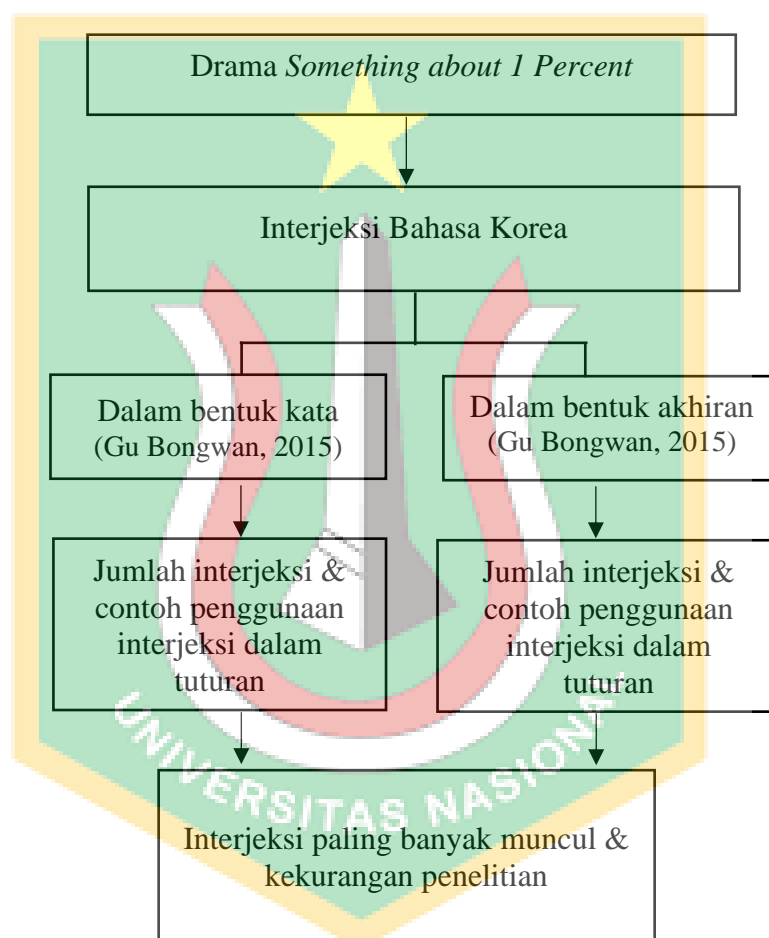 Drama Something about 1 Percent
Interjeksi Bahasa Korea
Dalam bentuk kata
(Gu Bongwan, 2015)
Dalam bentuk akhiran
(Gu Bongwan, 2015)
Jumlah interjeksi &
contoh penggunaan
interjeksi dalam
tuturan
Jumlah interjeksi &
contoh penggunaan
interjeksi dalam
tuturan
UNIVERSITAS NASIONAL
Interjeksi paling banyak muncul &
kekurangan penelitian